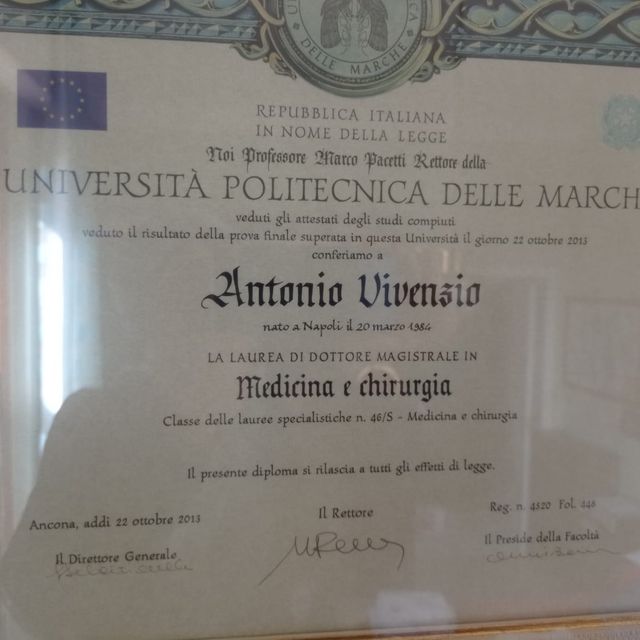 DELLE MARCHE
REPUBBLICA ITALIANA
IN NOME DELLA LEGGE
Noi Professore Marco Pacetti Rettore della
UNIVERSITÀ POLITECNICA DELLE MARCH
veduti gli attestati degli studi compiuti
veduto il risultato della prova finale superata in questa Università il giorno 22 ottobre 2013
conferiamo a
Antonio Vivenzio
nato a Napoli il 20 marzo 1984
LA LAUREA DI DOTTORE MAGISTRALE IN
Medicina e chirurgia
Classe delle lauree specialistiche n. 46/S - Medicina e chirurgia
Il presente diploma si rilascia a tutti gli effetti di legge.
Ancona, addì 22 ottobre 2013
Il Rettore
Reg. n. 4520 Fol. 446
Il Direttore Generale
Il Preside della Facoltà